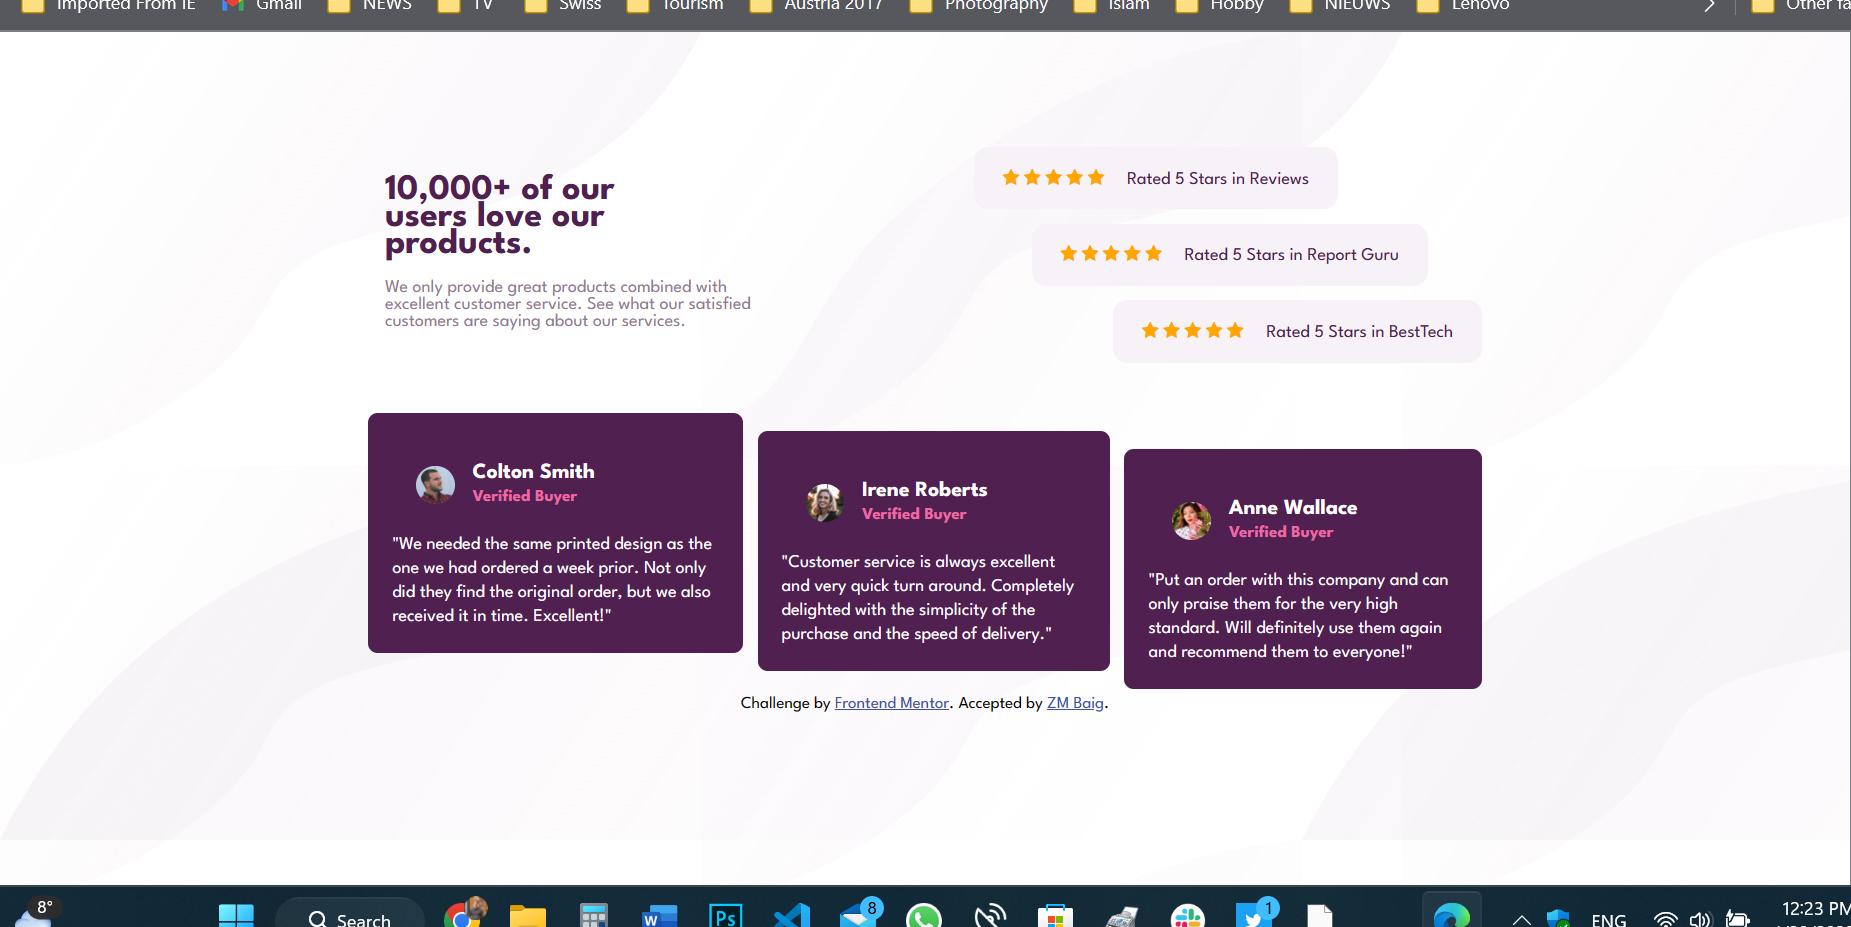 Imported From IE Gmail NEWS TV Swiss Tourism Austria 2017 Photography Islam Hobby NIEUWS Lenovo Other fa
10,000+ of our
users love our
products.
We only provide great products combined with
excellent customer service. See what our satisfied
customers are saying about our services.
Rated 5 Stars in Reviews
Rated 5 Stars in Report Guru
Rated 5 Stars in BestTech
Colton Smith
Verified Buyer
"We needed the same printed design as the
one we had ordered a week prior. Not only
did they find the original order, but we also
received it in time. Excellent!"
Irene Roberts
Verified Buyer
"Customer service is always excellent
and very quick turn around. Completely
delighted with the simplicity of the
purchase and the speed of delivery."
Anne Wallace
Verified Buyer
"Put an order with this company and can
only praise them for the very high
standard. Will definitely use them again
and recommend them to everyone!"
Challenge by Frontend Mentor. Accepted by ZM Baig.
8° Search W Ps 8 1 ENG 12:23 PM